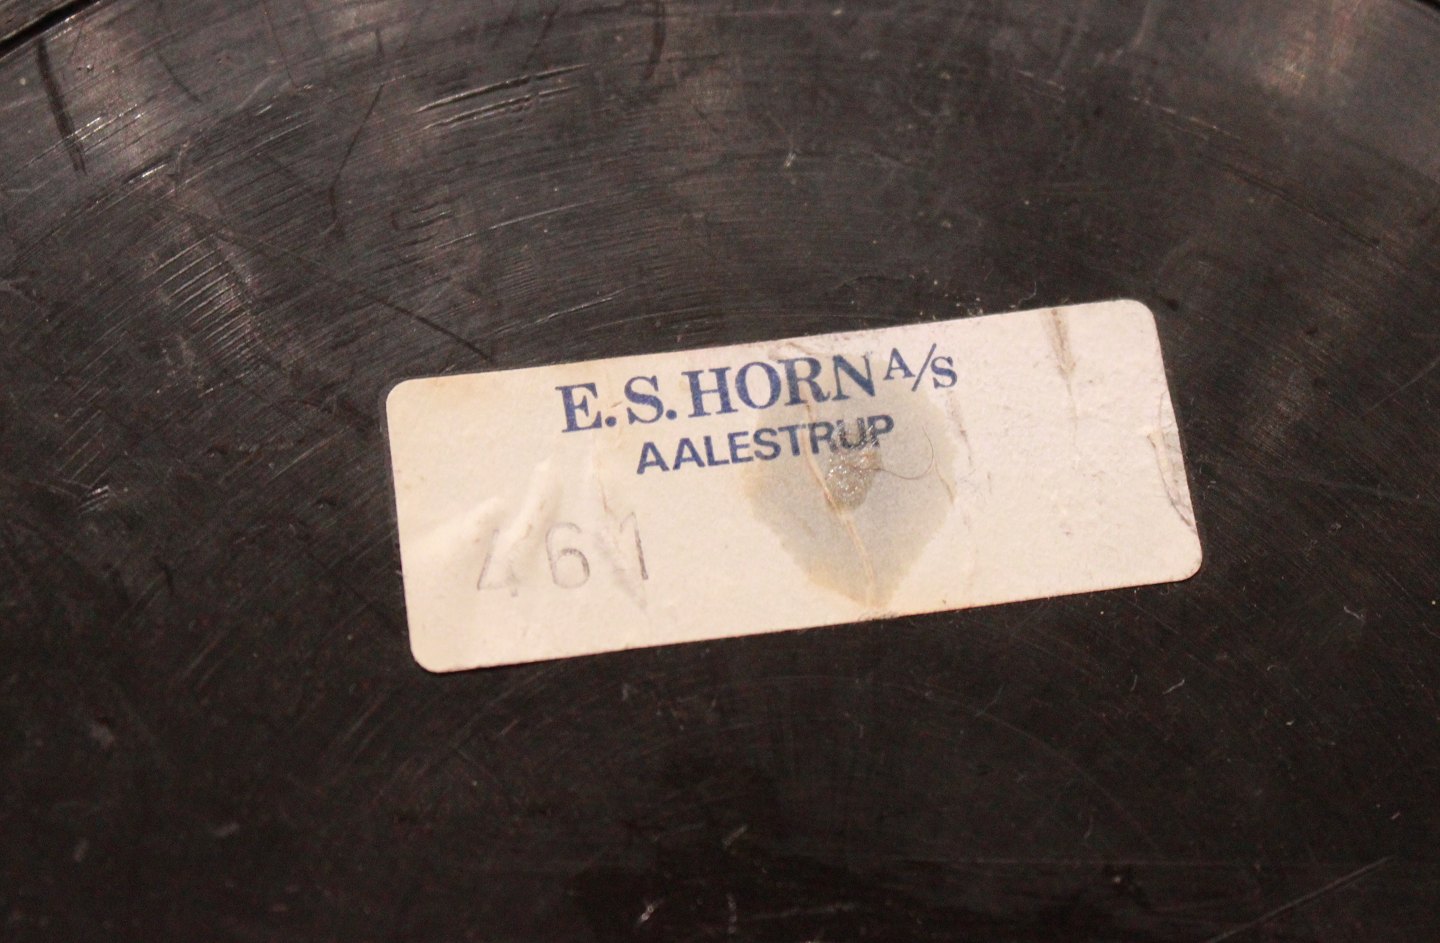 E.S. HORN A/S
AALESTRUP
461